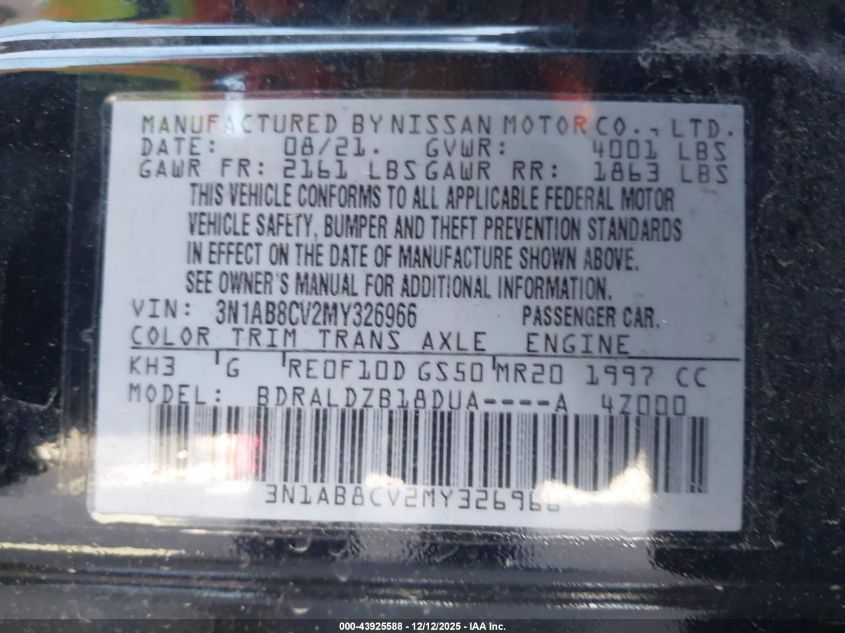 MANUFACTURED BY NISSAN MOTOR CO., LTD.
DATE: 08/21. GVWR: 4001 LBS
GAWR FR: 2161 LBS GAWR RR: 1863 LBS
THIS VEHICLE CONFORMS TO ALL APPLICABLE FEDERAL MOTOR
VEHICLE SAFETY, BUMPER AND THEFT PREVENTION STANDARDS
IN EFFECT ON THE DATE OF MANUFACTURE SHOWN ABOVE.
SEE OWNER'S MANUAL FOR ADDITIONAL INFORMATION.
VIN: 3N1AB8CV2MY326966 PASSENGER CAR.
COLOR TRIM TRANS AXLE ENGINE
KH3 G RE0F10D GS50 MR20 1997 CC
MODEL: BDRALDZB18DUA----A 4Z000
3N1AB8CV2MY326966
000-43925588 - 12/12/2025 - IAA Inc.